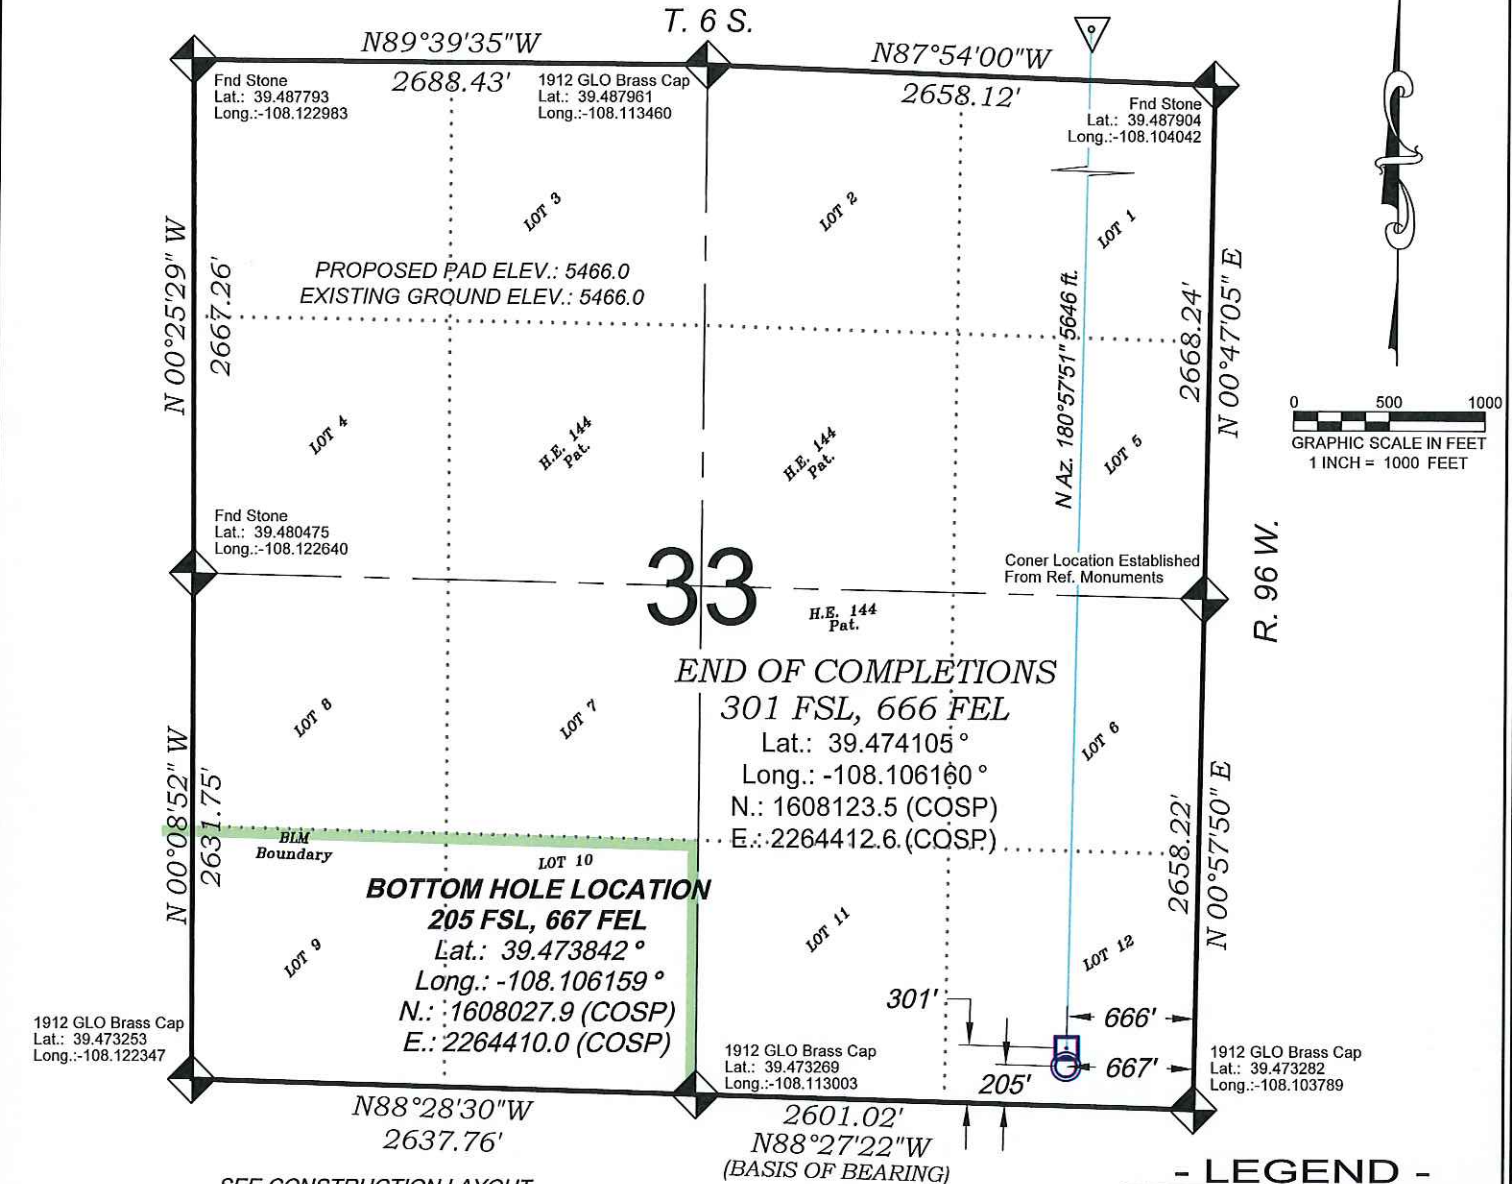 T. 6 S.
N89°39'35"W
2688.43'
N87°54'00"W
2658.12'
Fnd Stone
Lat.: 39.487793
Long.:-108.122983
1912 GLO Brass Cap
Lat.: 39.487961
Long.:-108.113460
Fnd Stone
Lat.: 39.487904
Long.:-108.104042
LOT 3
LOT 2
LOT 1
N 00°25'29" W
2667.26'
PROPOSED PAD ELEV.: 5466.0
EXISTING GROUND ELEV.: 5466.0
N Az. 180°57'51" 5646 ft.
2668.24'
N 00°47'05" E
0 500 1000
GRAPHIC SCALE IN FEET
1 INCH = 1000 FEET
LOT 4
H.E. 144
Pat.
H.E. 144
Pat.
LOT 5
Fnd Stone
Lat.: 39.480475
Long.:-108.122640
33
Coner Location Established
From Ref. Monuments
R. 96 W.
H.E. 144
Pat.
END OF COMPLETIONS
301 FSL, 666 FEL
Lat.: 39.474105°
Long.: -108.106160°
N.: 1608123.5 (COSP)
E.: 2264412.6 (COSP)
LOT 8
LOT 7
LOT 6
N 00°08'52" W
2631.75'
2658.22'
N 00°57'50" E
BLM
Boundary
LOT 10
BOTTOM HOLE LOCATION
205 FSL, 667 FEL
Lat.: 39.473842°
Long.: -108.106159°
N.: 1608027.9 (COSP)
E.: 2264410.0 (COSP)
LOT 9
LOT 11
LOT 12
301'
666'
667'
205'
1912 GLO Brass Cap
Lat.: 39.473253
Long.:-108.122347
1912 GLO Brass Cap
Lat.: 39.473269
Long.:-108.113003
1912 GLO Brass Cap
Lat.: 39.473282
Long.:-108.103789
N88°28'30"W
2637.76'
2601.02'
N88°27'22"W
(BASIS OF BEARING)
- LEGEND -
SEE CONSTRUCTION LAYOUT